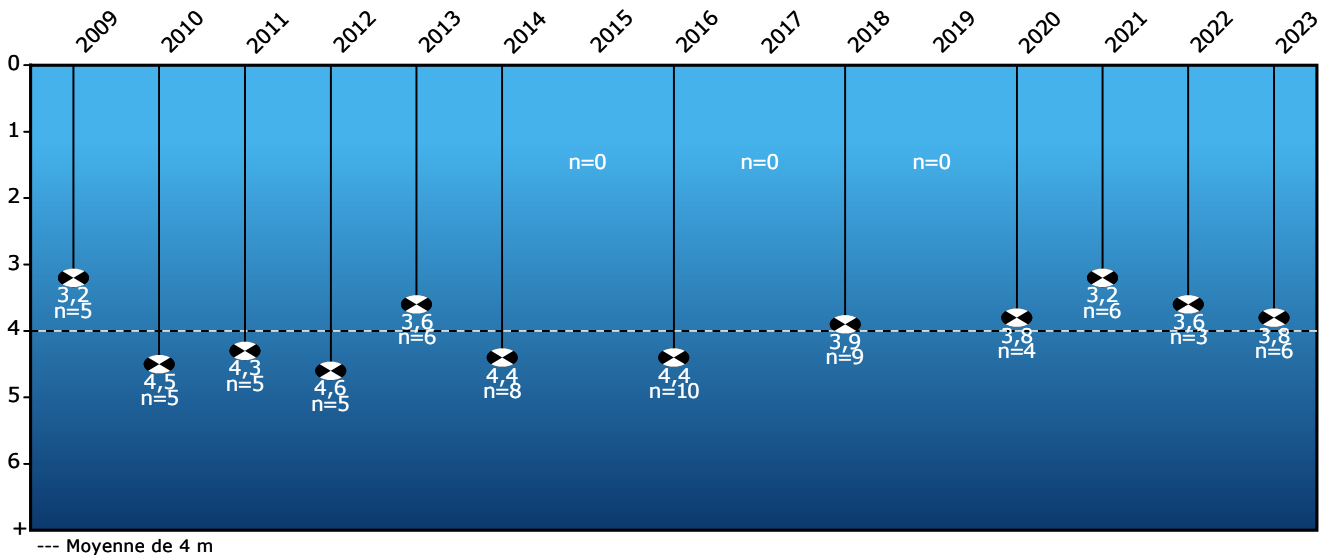 2009 2010 2011 2012 2013 2014 2015 2016 2017 2018 2019 2020 2021 2022 2023
0
1
2
3
4
5
6
+
3,2
n=5
4,5
n=5
4,3
n=5
4,6
n=5
3,6
n=6
4,4
n=8
n=0
4,4
n=10
n=0
3,9
n=9
n=0
3,8
n=4
3,2
n=6
3,6
n=3
3,8
n=6
--- Moyenne de 4 m